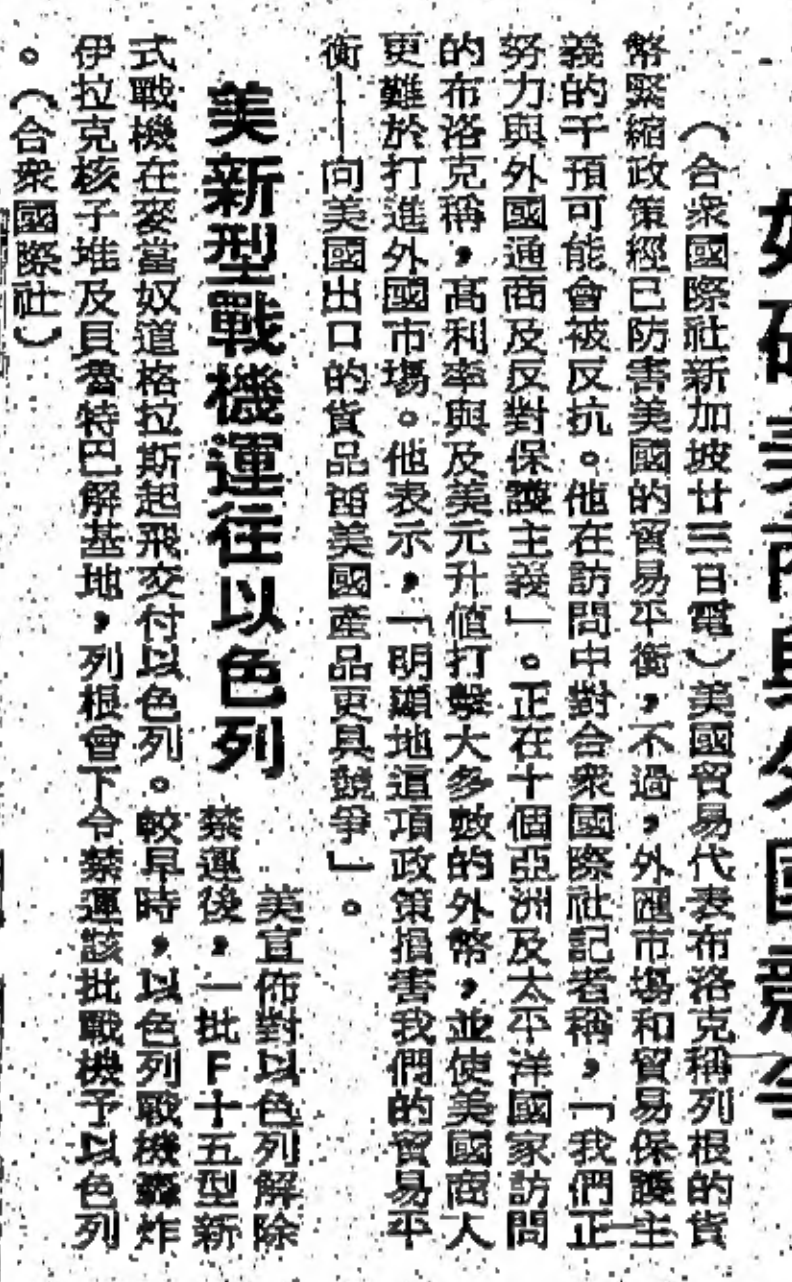 美商與外國競爭
（合衆國際社新加坡廿三日電）美國貿易代表布洛克稱列根的貨
幣緊縮政策經已防害美國的貿易平衡，不過，外匯市場和貿易保護主
義的干預可能會被反抗。他在訪問中對合衆國際社記者稱，「我們正
努力與外國通商及反對保護主義」。正在十個亞洲及太平洋國家訪問
的布洛克稱，高利率與及美元升值打擊大多數的外幣，並使美國商人
更難於打進外國市場。他表示，「明顯地這項政策損害我們的貿易平
衡——向美國出口的貨品首美國產品更具競爭」。
美新型戰機運往以色列
美宣佈對以色列解除
禁運後，一批F十五型新
式戰機在麥當奴道格拉斯起飛交付以色列。較早時，以色列戰機轟炸
伊拉克核子堆及貝魯特巴解基地，列根曾下令禁運該批戰機予以色列
。（合衆國際社）